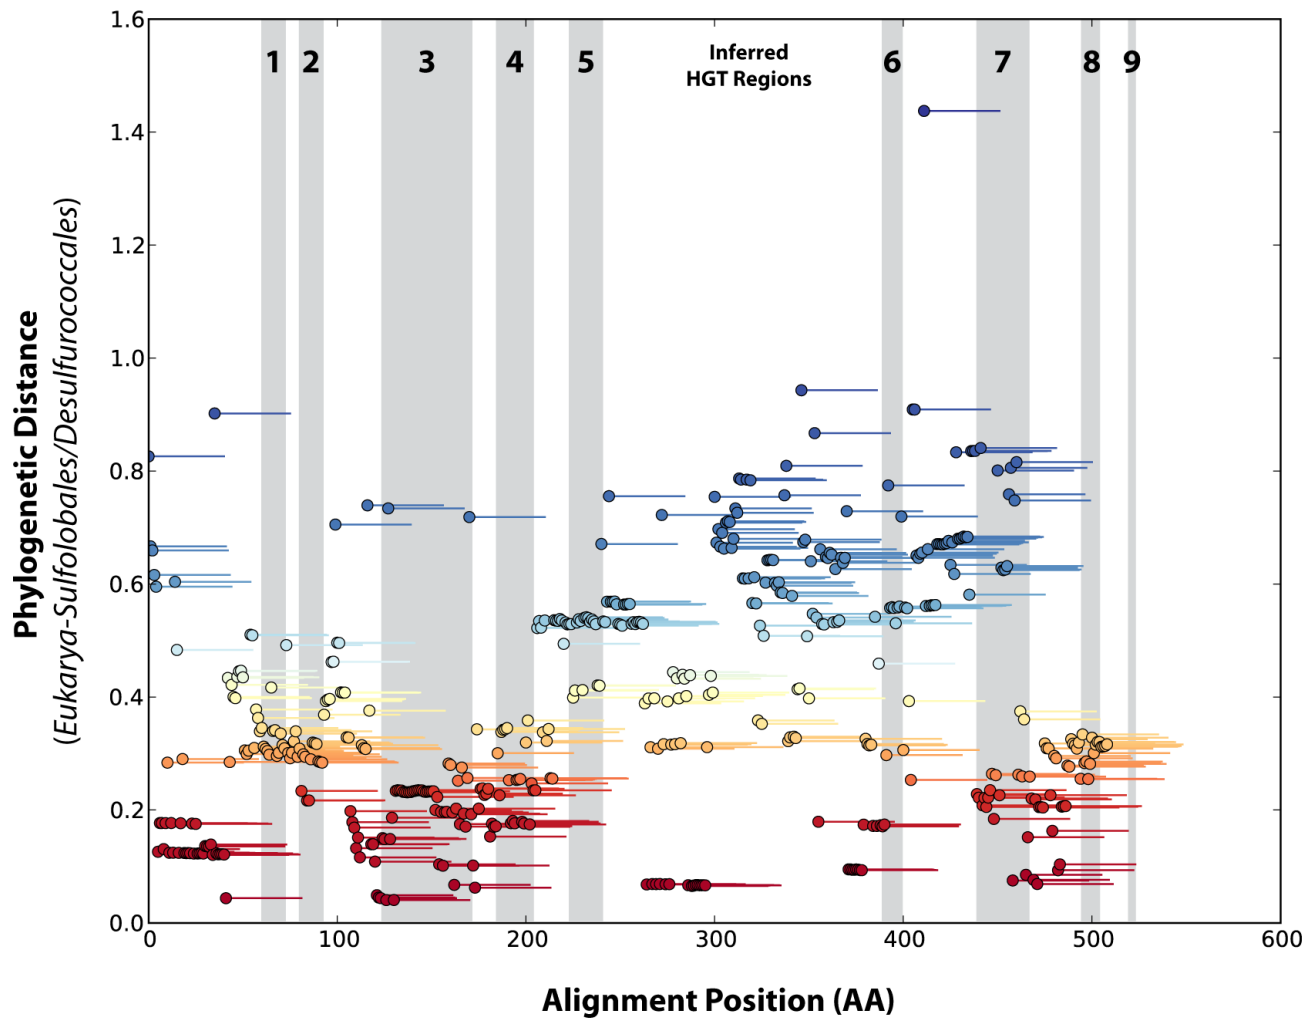 1.6
1.4
1.2
1.0
0.8
0.6
0.4
0.2
0.0
1 2 3 4 5 6 7 8 9
Inferred
HGT Regions
Phylogenetic Distance
(Eukarya-Sulfolobales/Desulfurococcales)
0 100 200 300 400 500 600
Alignment Position (AA)